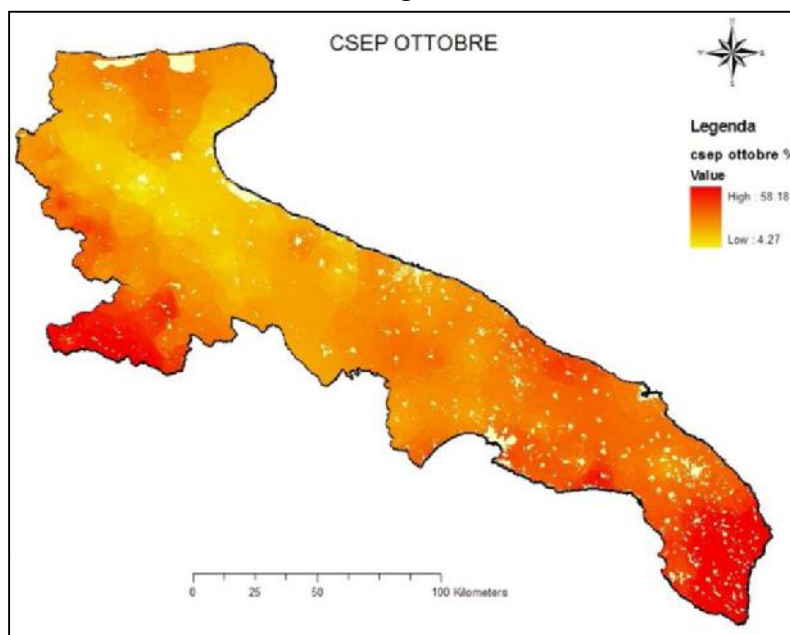 CSEP OTTOBRE
N
Legenda
csep ottobre %
Value
High : 58.18
Low : 4.27
0 25 50 100 Kilometers